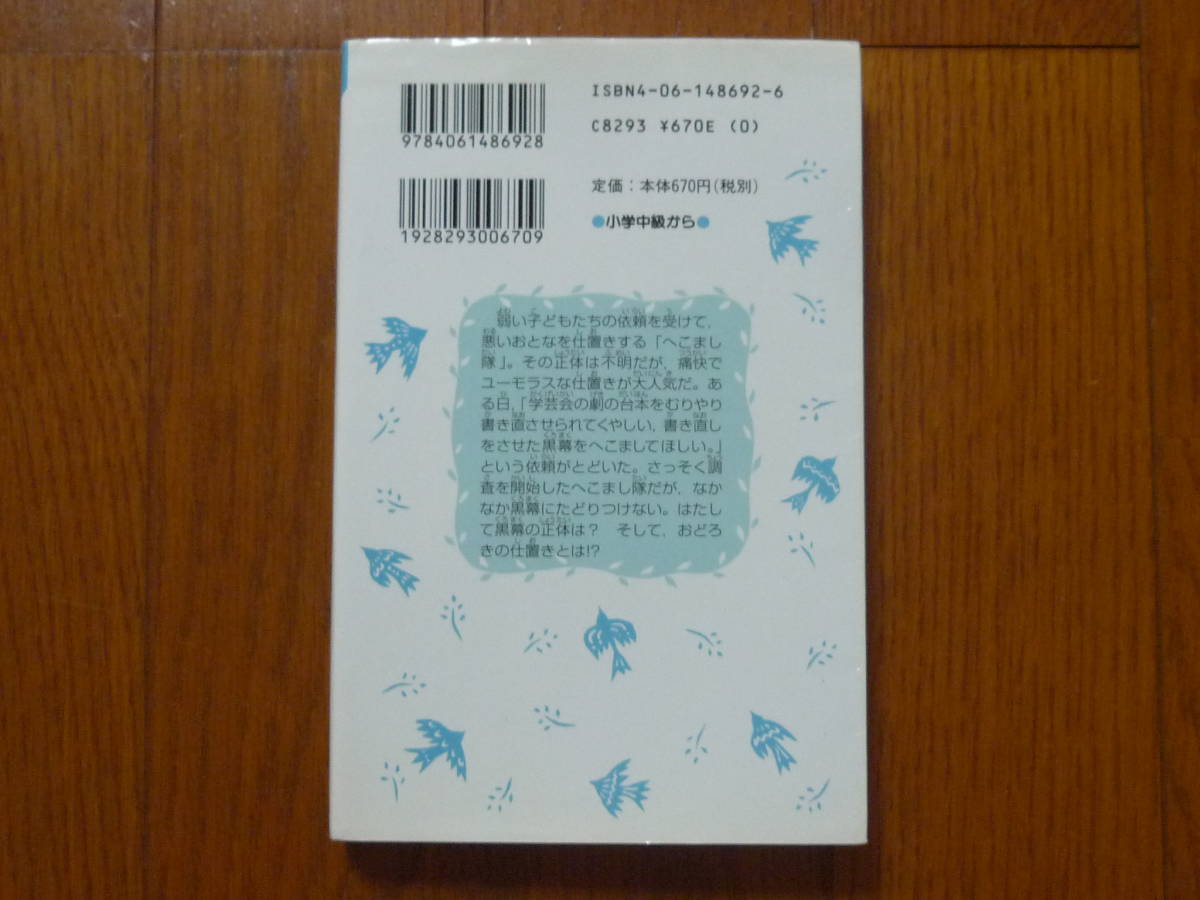 ISBN4-06-148692-6
9784061486928
C8293 ¥670E (0)
定価：本体670円(税別)
1928293006709
●小学中級から●
弱い子どもたちの依頼を受けて，
悪いおとなを仕置きする「へこまし
隊」。その正体は不明だが，痛快で
ユーモラスな仕置きが大人気だ。あ
る日，「学芸会の劇の台本をむりやり
書き直させられてくやしい，書き直し
をさせた黒幕をへこましてほしい。」
という依頼がとどいた。さっそく調
査を開始したへこまし隊だが，なか
なか黒幕にたどりつけない。はたし
て黒幕の正体は？　そして，おどろ
きの仕置きとは!?